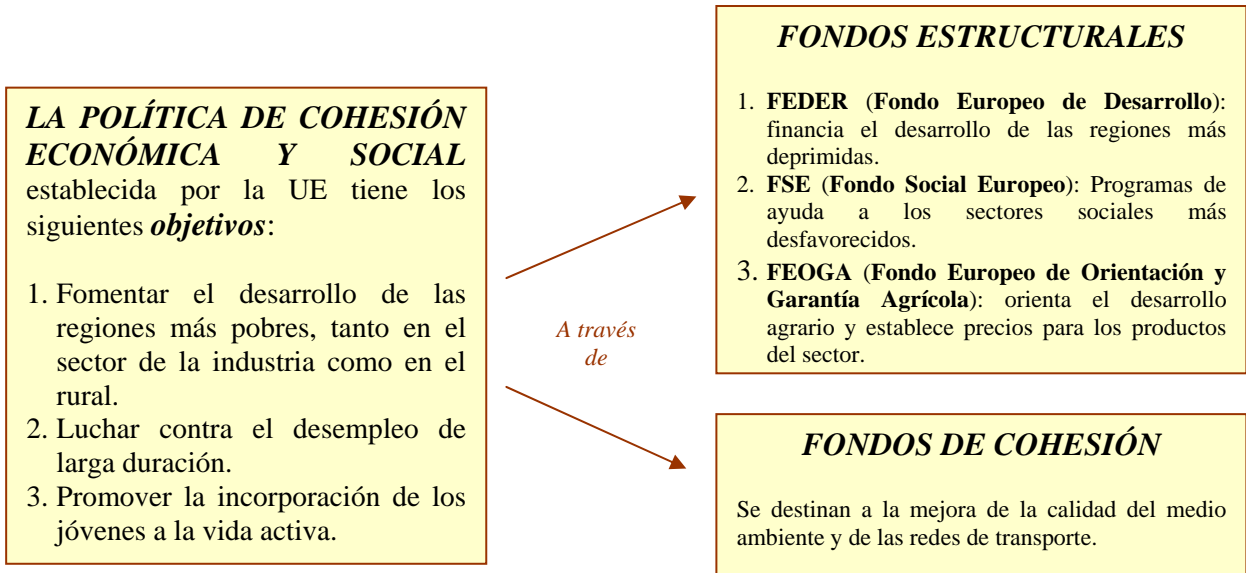 LA POLÍTICA DE COHESIÓN
ECONÓMICA Y SOCIAL
establecida por la UE tiene los
siguientes objetivos:
1. Fomentar el desarrollo de las
regiones más pobres, tanto en el
sector de la industria como en el
rural.
2. Luchar contra el desempleo de
larga duración.
3. Promover la incorporación de los
jóvenes a la vida activa.
A través
de
FONDOS ESTRUCTURALES
1. FEDER (Fondo Europeo de Desarrollo):
financia el desarrollo de las regiones más
deprimidas.
2. FSE (Fondo Social Europeo): Programas de
ayuda a los sectores sociales más
desfavorecidos.
3. FEOGA (Fondo Europeo de Orientación y
Garantía Agrícola): orienta el desarrollo
agrario y establece precios para los productos
del sector.
FONDOS DE COHESIÓN
Se destinan a la mejora de la calidad del medio
ambiente y de las redes de transporte.